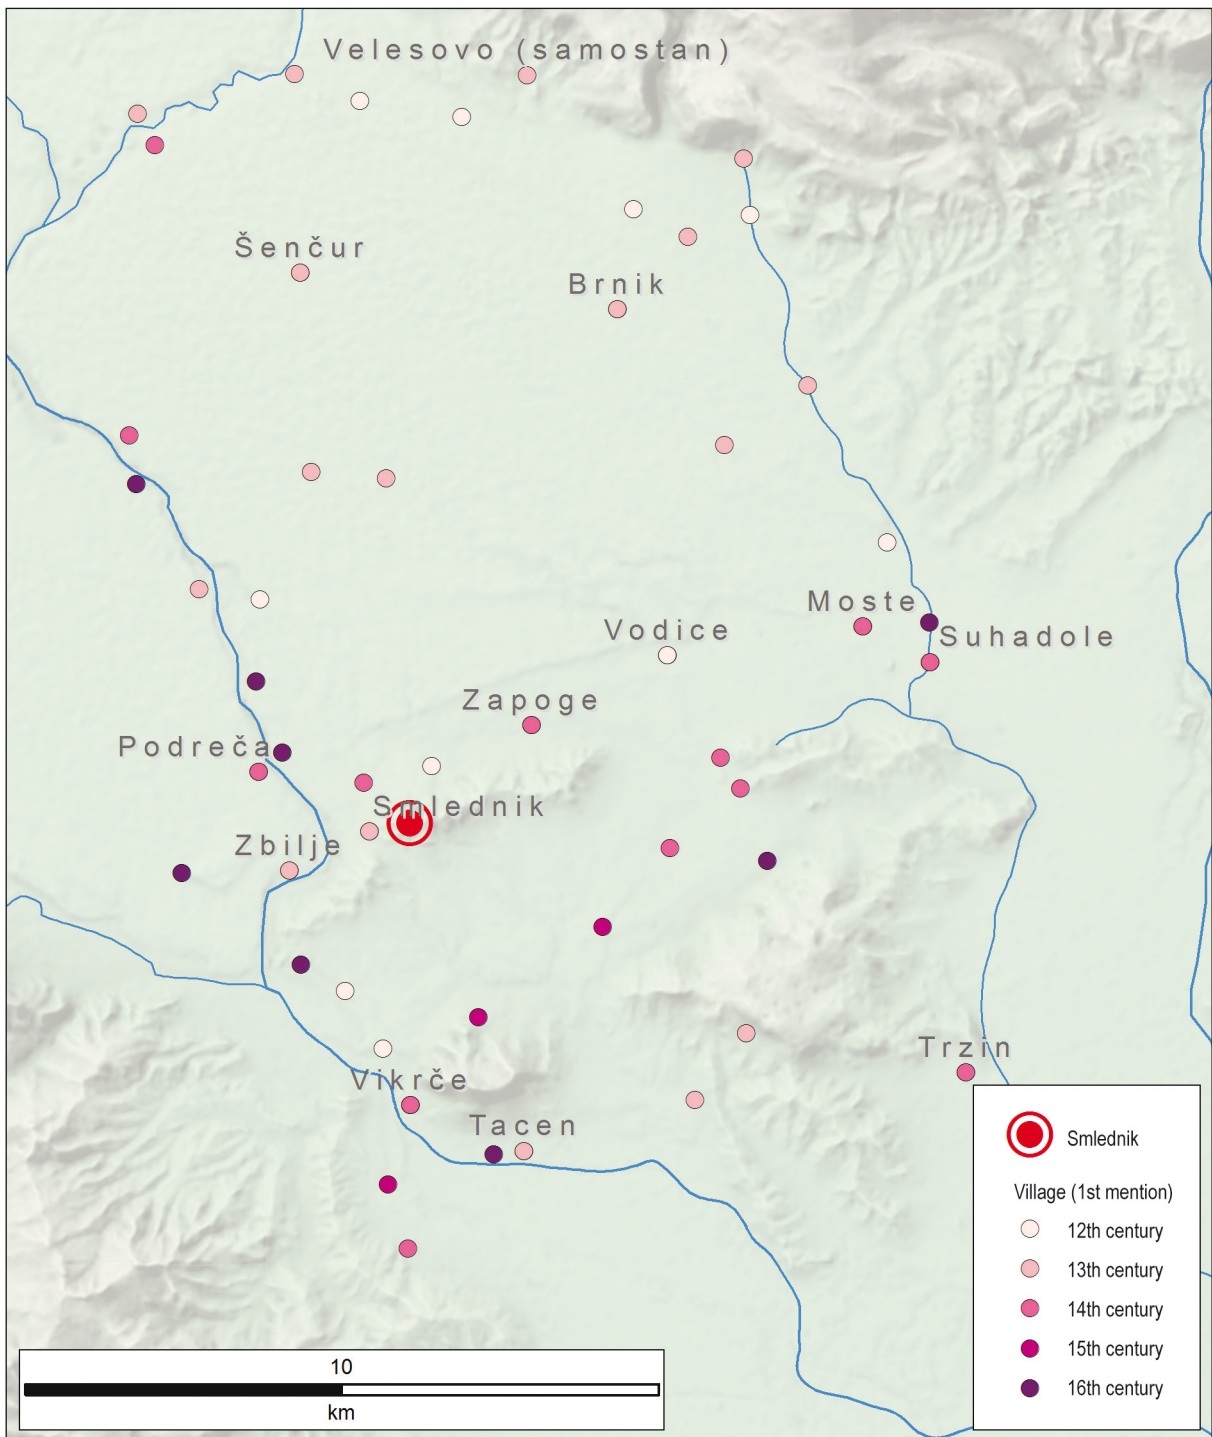 Velesovo (samostan)
Šenčur
Brnik
Moste
Vodice
Suhadole
Zapoge
Podreča
Smlednik
Zbilje
Trzin
Vikrče
Tacen
Smlednik
Village (1st mention)
12th century
13th century
14th century
15th century
16th century
10
km